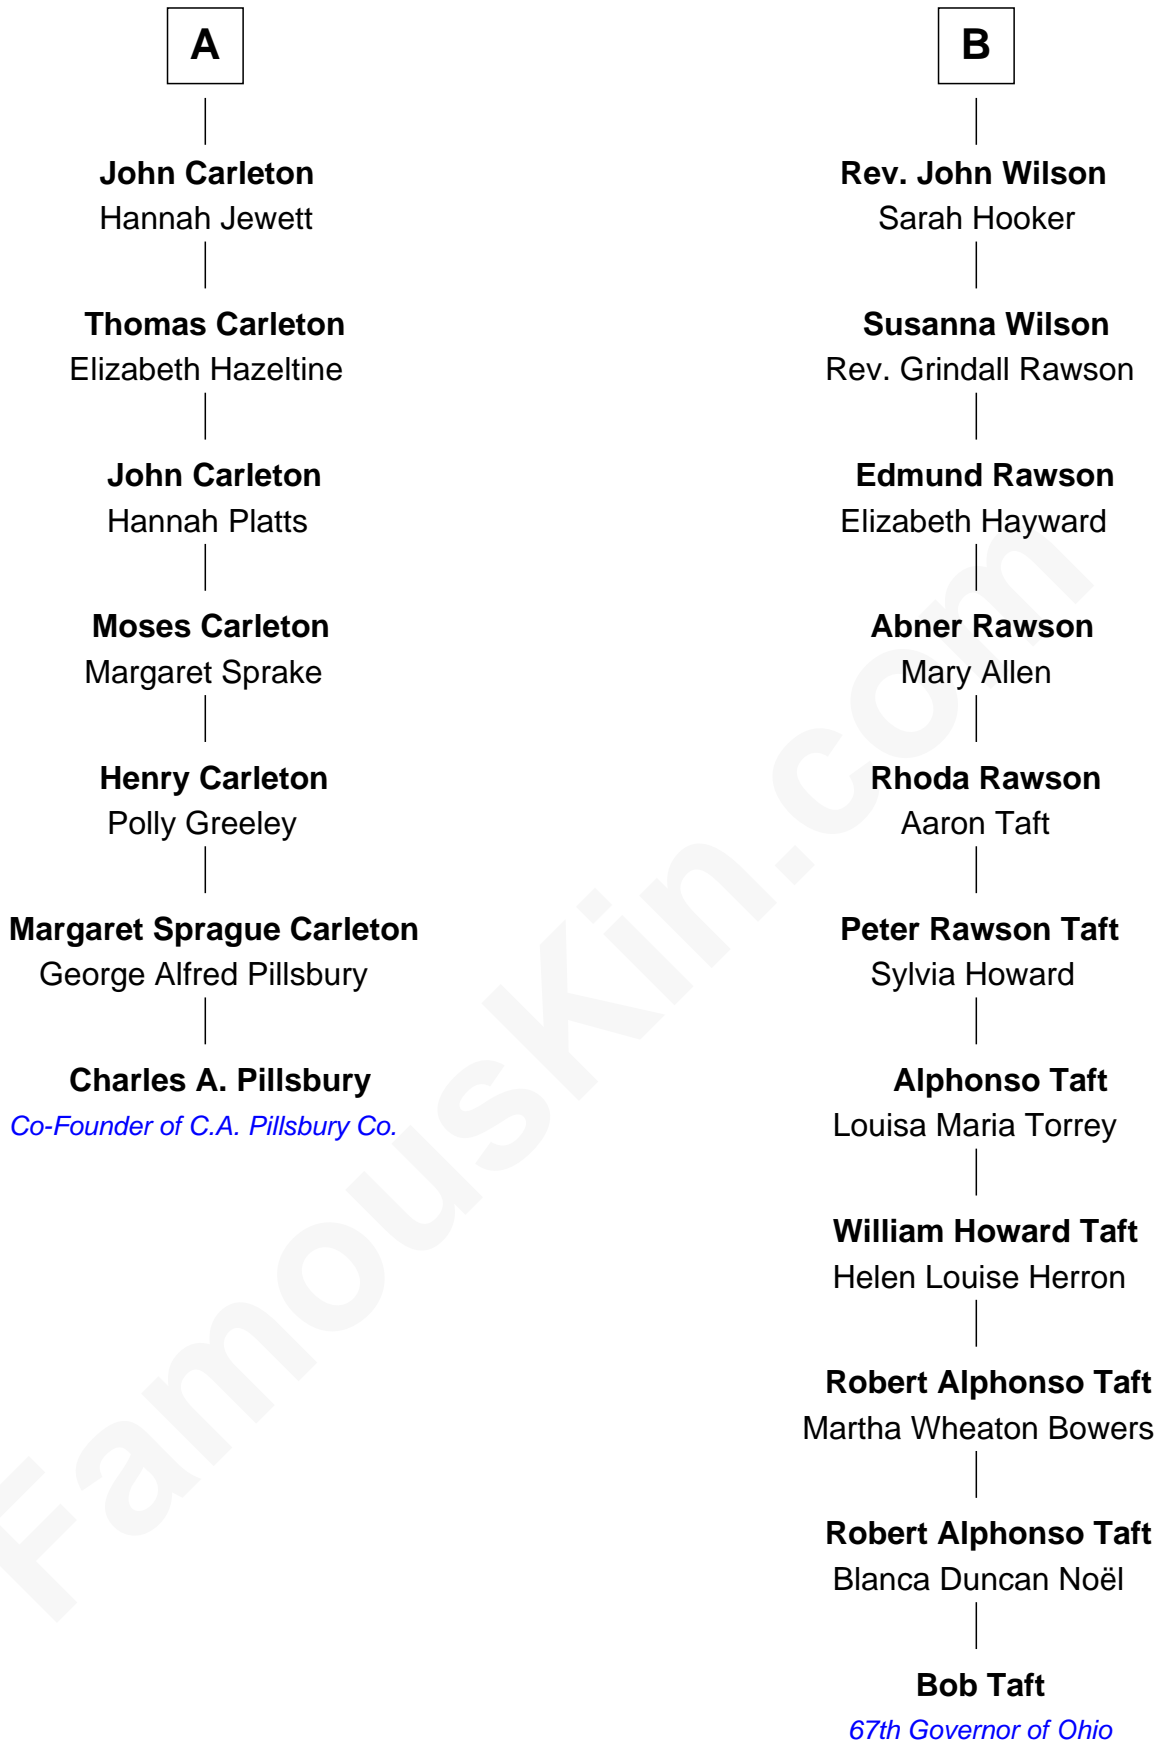 A
John Carleton
Hannah Jewett
Thomas Carleton
Elizabeth Hazeltine
John Carleton
Hannah Platts
Moses Carleton
Margaret Sprake
Henry Carleton
Polly Greeley
Margaret Sprague Carleton
George Alfred Pillsbury
Charles A. Pillsbury
Co-Founder of C.A. Pillsbury Co.
B
Rev. John Wilson
Sarah Hooker
Susanna Wilson
Rev. Grindall Rawson
Edmund Rawson
Elizabeth Hayward
Abner Rawson
Mary Allen
Rhoda Rawson
Aaron Taft
Peter Rawson Taft
Sylvia Howard
Alphonso Taft
Louisa Maria Torrey
William Howard Taft
Helen Louise Herron
Robert Alphonso Taft
Martha Wheaton Bowers
Robert Alphonso Taft
Blanca Duncan Noël
Bob Taft
67th Governor of Ohio
FamousKin.com